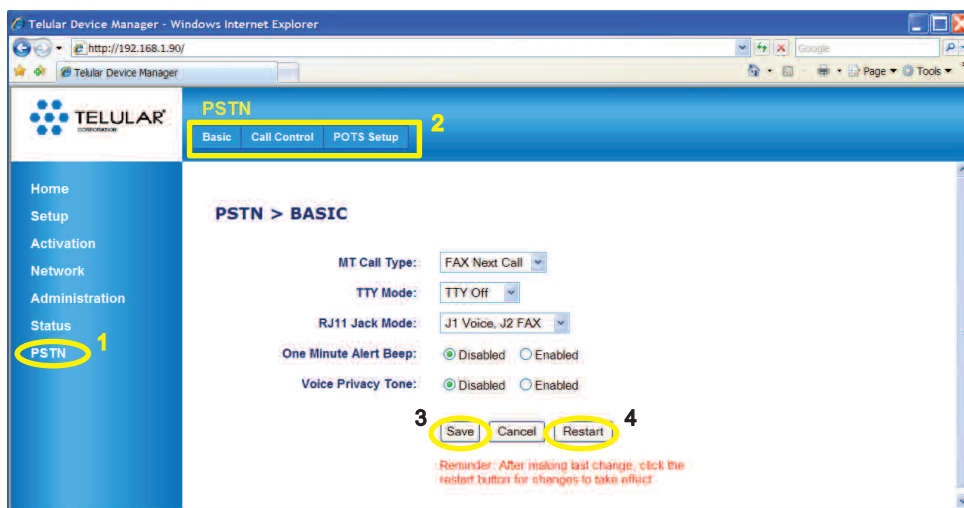 Telular Device Manager - Windows Internet Explorer
http://192.168.1.90/
Google
Telular Device Manager
Page Tools
TELULAR
CORPORATION
PSTN
2
Basic Call Control POTS Setup
Home
Setup
Activation
Network
Administration
Status
PSTN 1
PSTN > BASIC
MT Call Type: FAX Next Call
TTY Mode: TTY Off
RJ11 Jack Mode: J1 Voice, J2 FAX
One Minute Alert Beep: Disabled Enabled
Voice Privacy Tone: Disabled Enabled
3 4
Save Cancel Restart
Reminder: After making last change, click the
restart button for changes to take effect